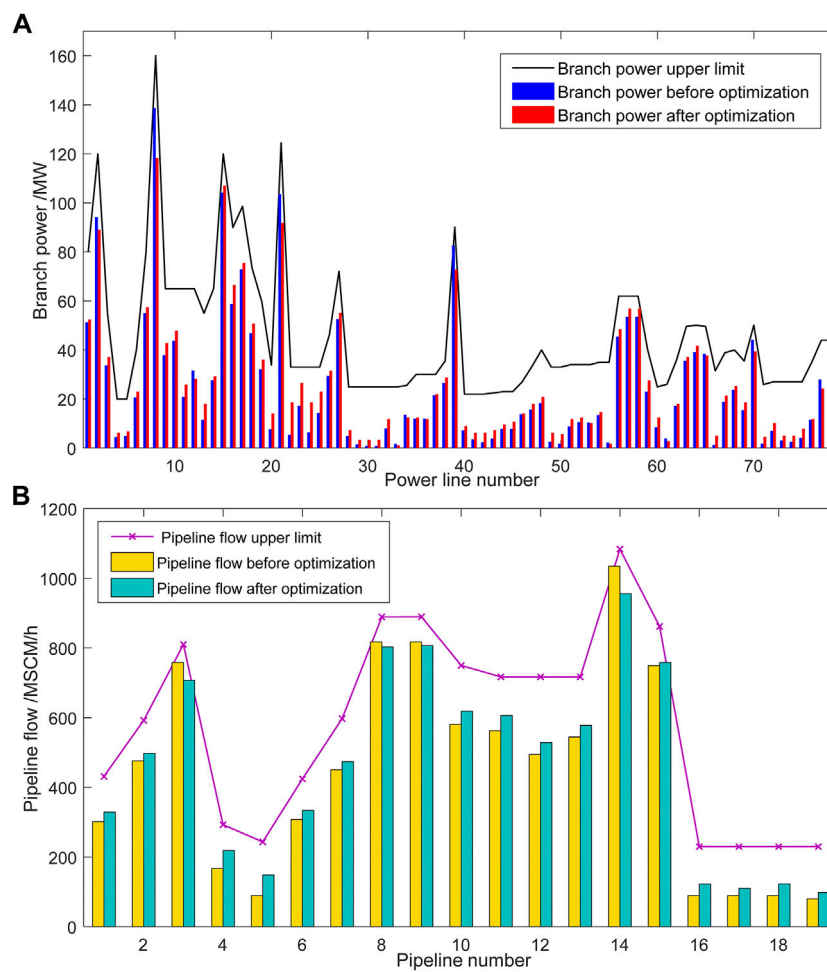 A
160
140
120
100
80
60
40
20
0
Branch power /MW
Branch power upper limit
Branch power before optimization
Branch power after optimization
10 20 30 40 50 60 70
Power line number
B
1200
1000
800
600
400
200
0
Pipeline flow /MSCM/h
Pipeline flow upper limit
Pipeline flow before optimization
Pipeline flow after optimization
2 4 6 8 10 12 14 16 18
Pipeline number